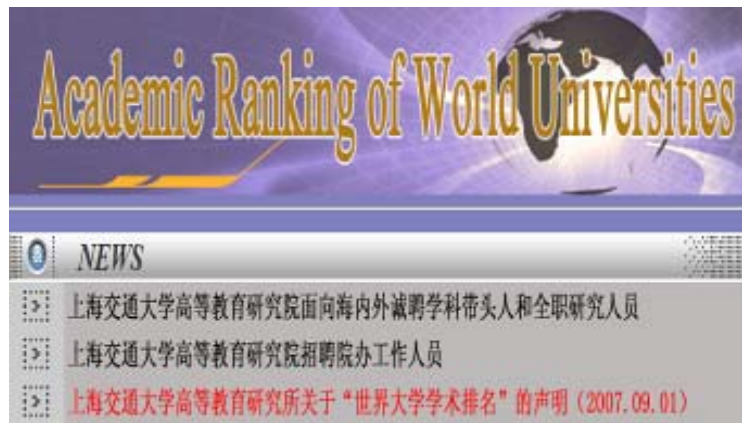 Academic Ranking of World Universities
NEWS
上海交通大学高等教育研究院面向海内外诚聘学科带头人和全职研究人员
上海交通大学高等教育研究院招聘院办工作人员
上海交通大学高等教育研究所关于“世界大学学术排名”的声明（2007.09.01）